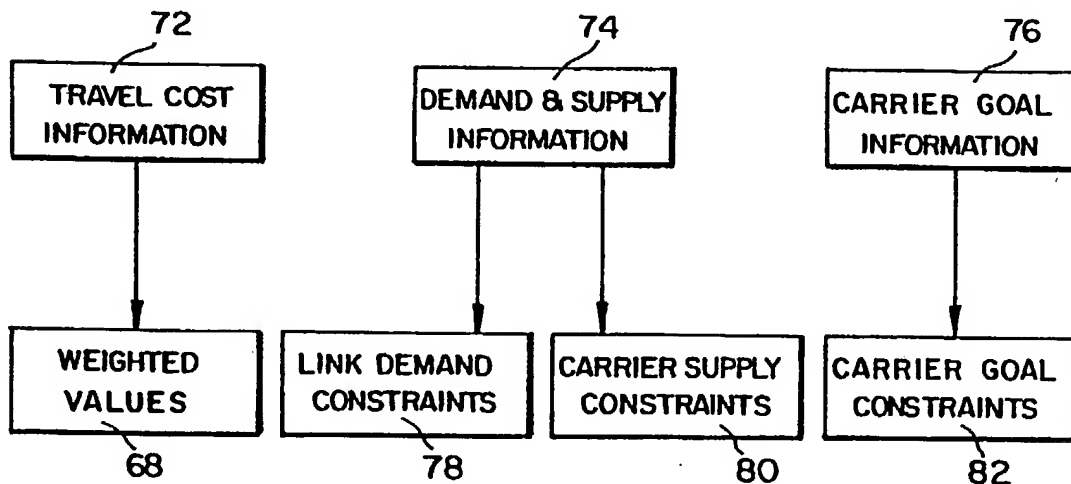 72
74
76
TRAVEL COST
INFORMATION
DEMAND & SUPPLY
INFORMATION
CARRIER GOAL
INFORMATION
WEIGHTED
VALUES
LINK DEMAND
CONSTRAINTS
CARRIER SUPPLY
CONSTRAINTS
CARRIER GOAL
CONSTRAINTS
68
78
80
82